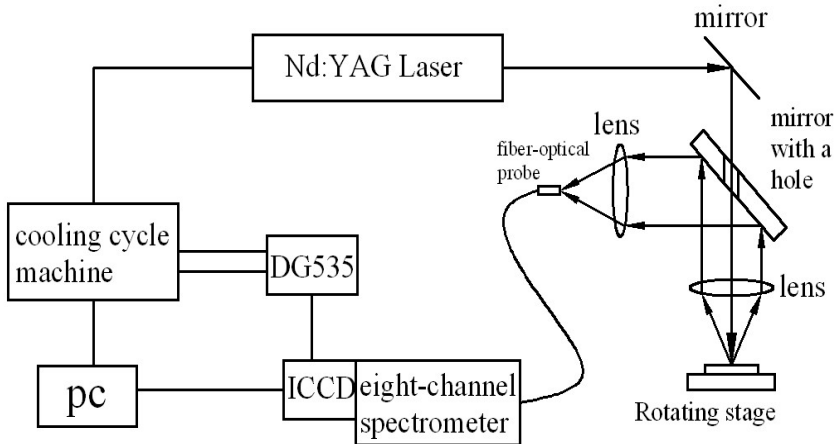 mirror
Nd:YAG Laser
mirror
with a
hole
lens
fiber-optical
probe
cooling cycle
machine
DG535
lens
pc
ICCD
eight-channel
spectrometer
Rotating stage